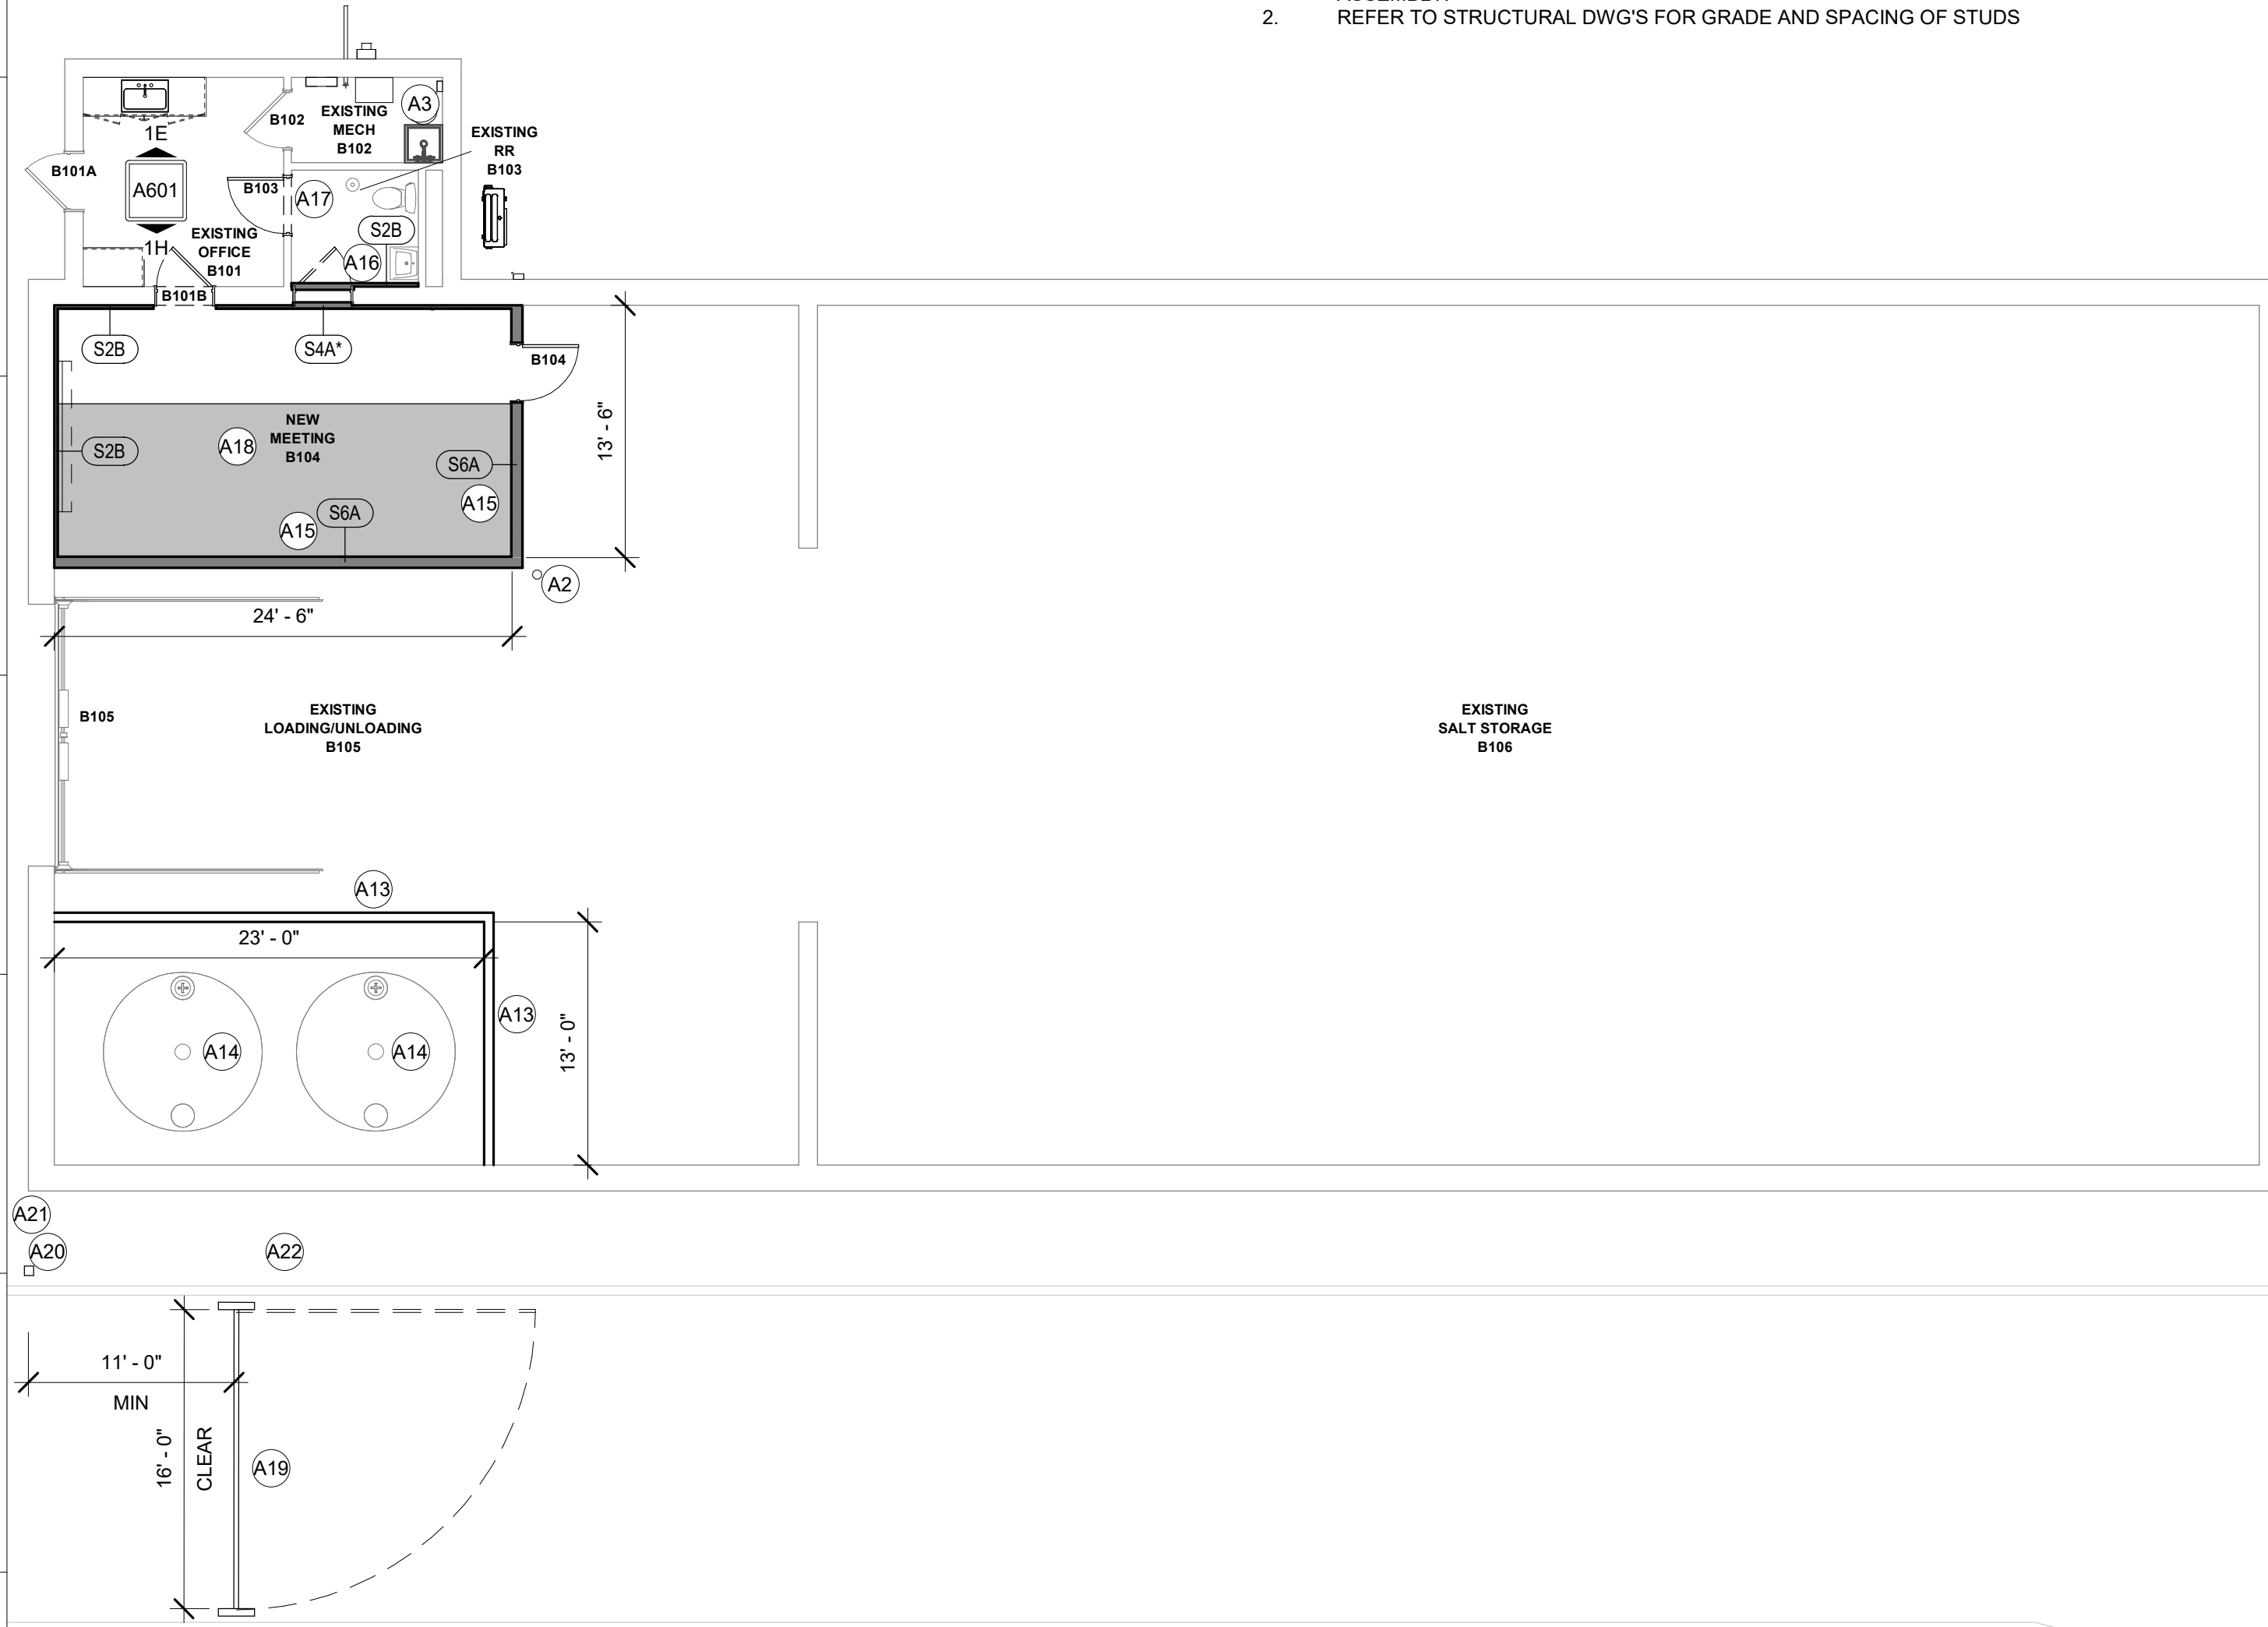 2. REFER TO STRUCTURAL DWG'S FOR GRADE AND SPACING OF STUDS
A3
B102
EXISTING
MECH
B102
EXISTING
RR
B103
1E
B101A
A601
B103
A17
1H
EXISTING
OFFICE
B101
S2B
A16
B101B
S2B
S4A*
B104
NEW
MEETING
B104
A18
S2B
S6A
A15
S6A
A15
13' - 6"
A2
24' - 6"
B105
EXISTING
LOADING/UNLOADING
B105
EXISTING
SALT STORAGE
B106
A13
23' - 0"
A13
A14
A14
13' - 0"
A21
A20
A22
11' - 0"
MIN
16' - 0"
CLEAR
A19